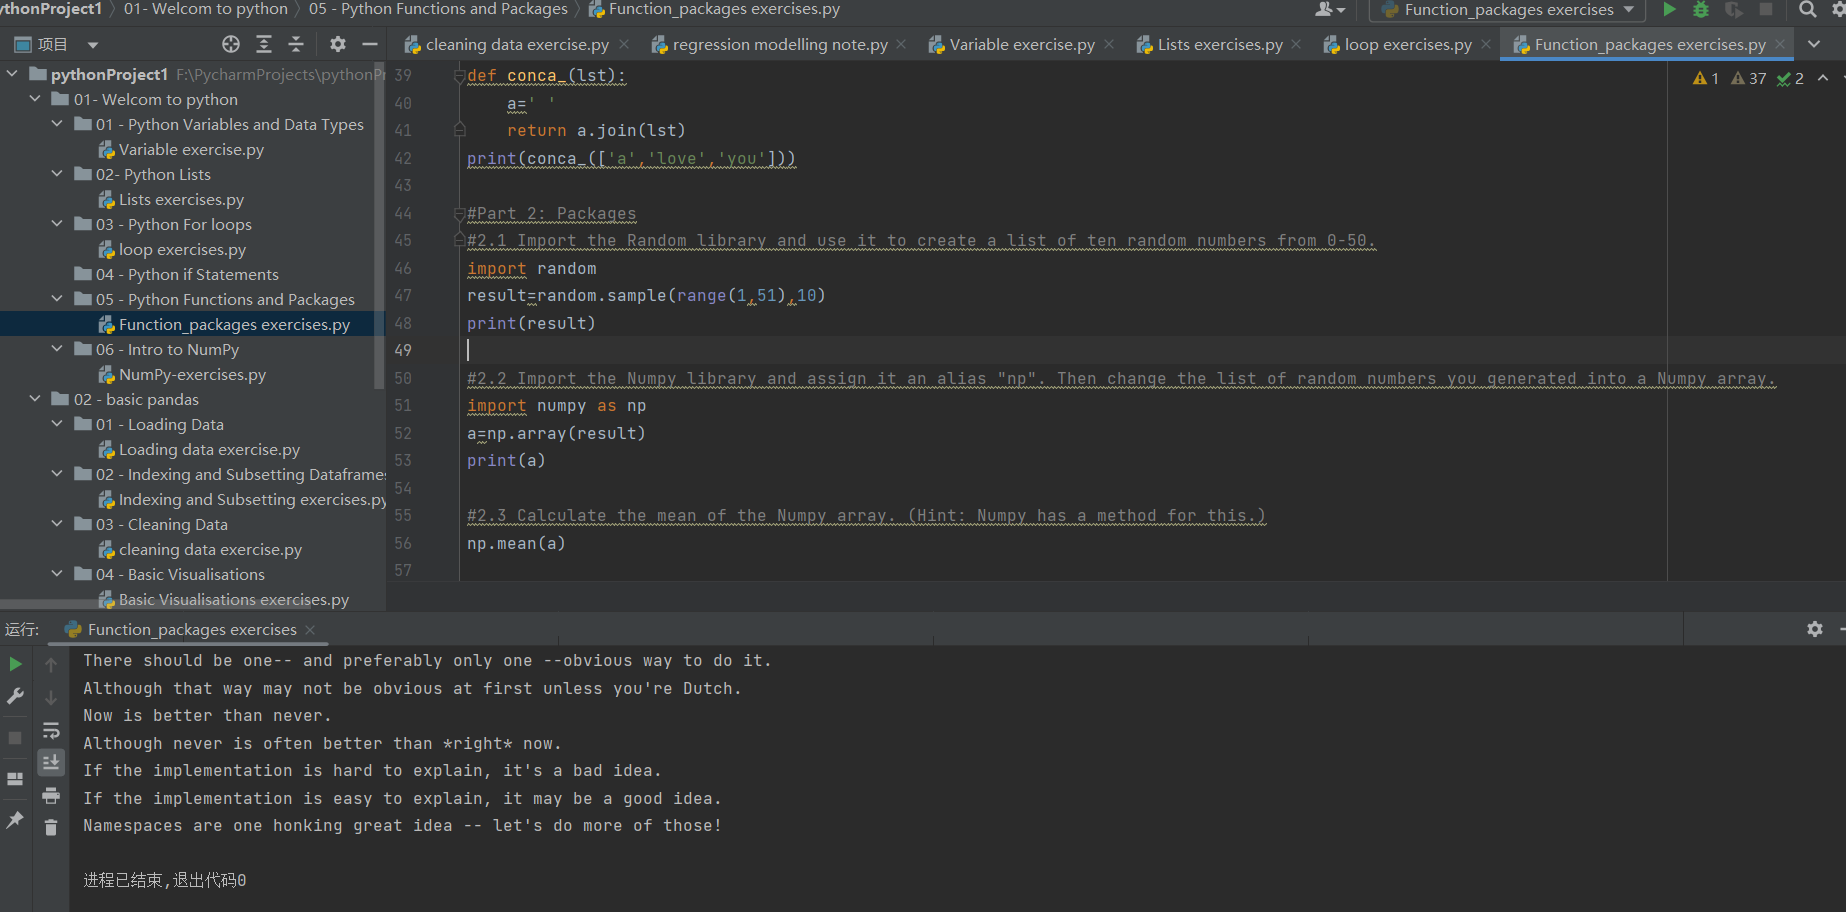 ythonProject1 〉 01- Welcom to python 〉 05 - Python Functions and Packages 〉 Function_packages exercises.py
Function_packages exercises
项目
cleaning data exercise.py
regression modelling note.py
Variable exercise.py
Lists exercises.py
loop exercises.py
Function_packages exercises.py
pythonProject1 F:\PycharmProjects\pythonPr
01- Welcom to python
01 - Python Variables and Data Types
Variable exercise.py
02- Python Lists
Lists exercises.py
03 - Python For loops
loop exercises.py
04 - Python if Statements
05 - Python Functions and Packages
Function_packages exercises.py
06 - Intro to NumPy
NumPy-exercises.py
02 - basic pandas
01 - Loading Data
Loading data exercise.py
02 - Indexing and Subsetting Dataframes
Indexing and Subsetting exercises.py
03 - Cleaning Data
cleaning data exercise.py
04 - Basic Visualisations
Basic Visualisations exercises.py
1 37 2
39 def conca_(lst):
40 a=' '
41 return a.join(lst)
42 print(conca_(['a','love','you']))
43
44 #Part 2: Packages
45 #2.1 Import the Random library and use it to create a list of ten random numbers from 0-50.
46 import random
47 result=random.sample(range(1,51),10)
48 print(result)
49
50 #2.2 Import the Numpy library and assign it an alias "np". Then change the list of random numbers you generated into a Numpy array.
51 import numpy as np
52 a=np.array(result)
53 print(a)
54
55 #2.3 Calculate the mean of the Numpy array. (Hint: Numpy has a method for this.)
56 np.mean(a)
57
运行: Function_packages exercises
There should be one-- and preferably only one --obvious way to do it.
Although that way may not be obvious at first unless you're Dutch.
Now is better than never.
Although never is often better than *right* now.
If the implementation is hard to explain, it's a bad idea.
If the implementation is easy to explain, it may be a good idea.
Namespaces are one honking great idea -- let's do more of those!
进程已结束,退出代码0